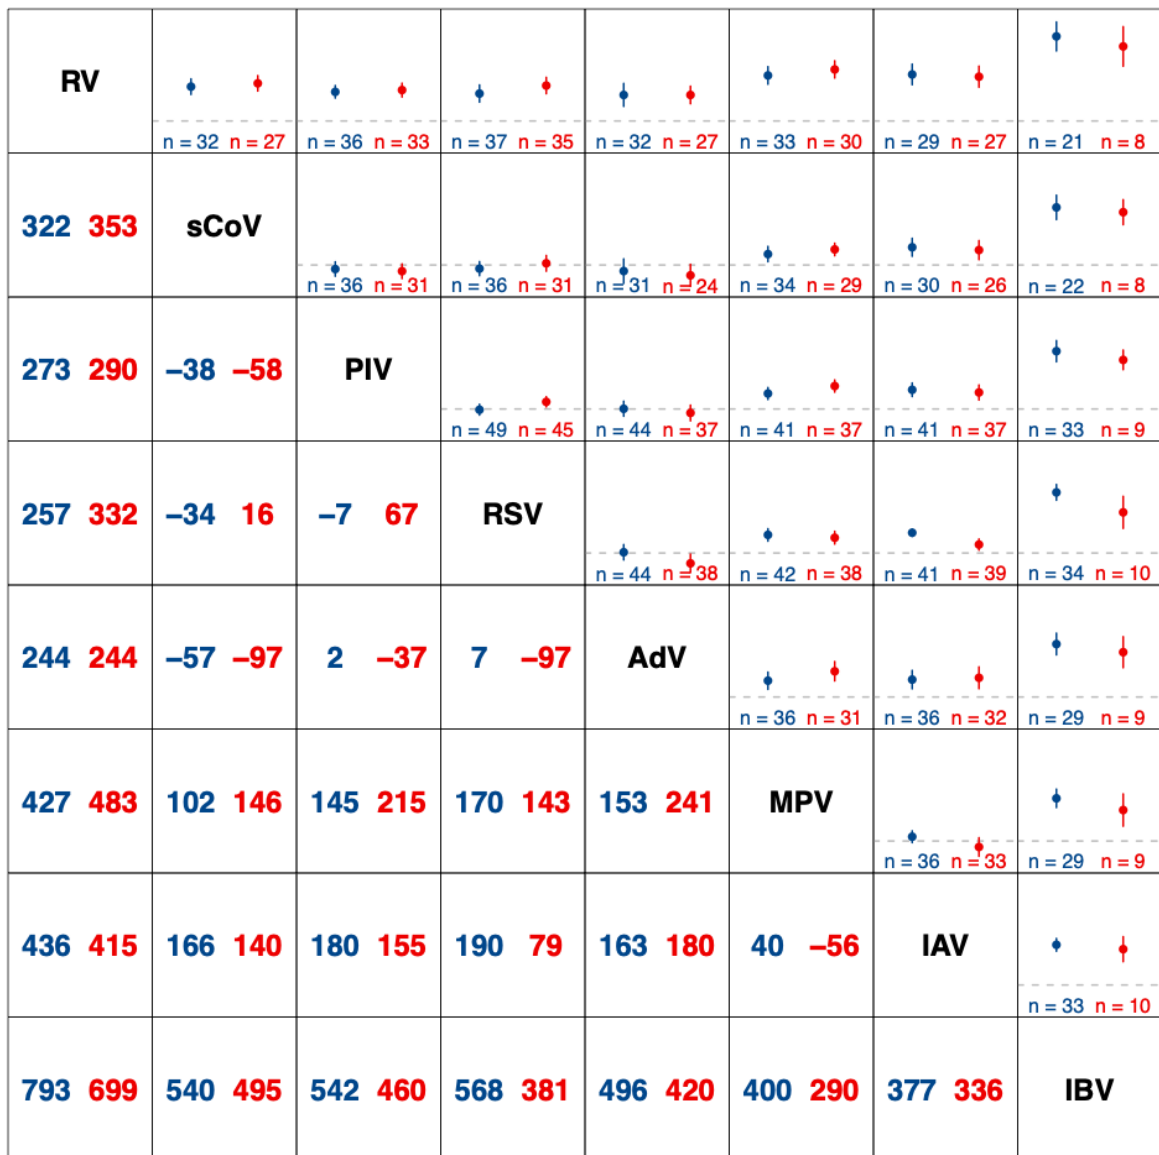 RV
n = 32 n = 27 n = 36 n = 33 n = 37 n = 35 n = 32 n = 27 n = 33 n = 30 n = 29 n = 27 n = 21 n = 8
322 353 sCoV
n = 36 n = 31 n = 36 n = 31 n = 31 n = 24 n = 34 n = 29 n = 30 n = 26 n = 22 n = 8
273 290 –38 –58 PIV
n = 49 n = 45 n = 44 n = 37 n = 41 n = 37 n = 41 n = 37 n = 33 n = 9
257 332 –34 16 –7 67 RSV
n = 44 n = 38 n = 42 n = 38 n = 41 n = 39 n = 34 n = 10
244 244 –57 –97 2 –37 7 –97 AdV
n = 36 n = 31 n = 36 n = 32 n = 29 n = 9
427 483 102 146 145 215 170 143 153 241 MPV
n = 36 n = 33 n = 29 n = 9
436 415 166 140 180 155 190 79 163 180 40 –56 IAV
n = 33 n = 10
793 699 540 495 542 460 568 381 496 420 400 290 377 336 IBV